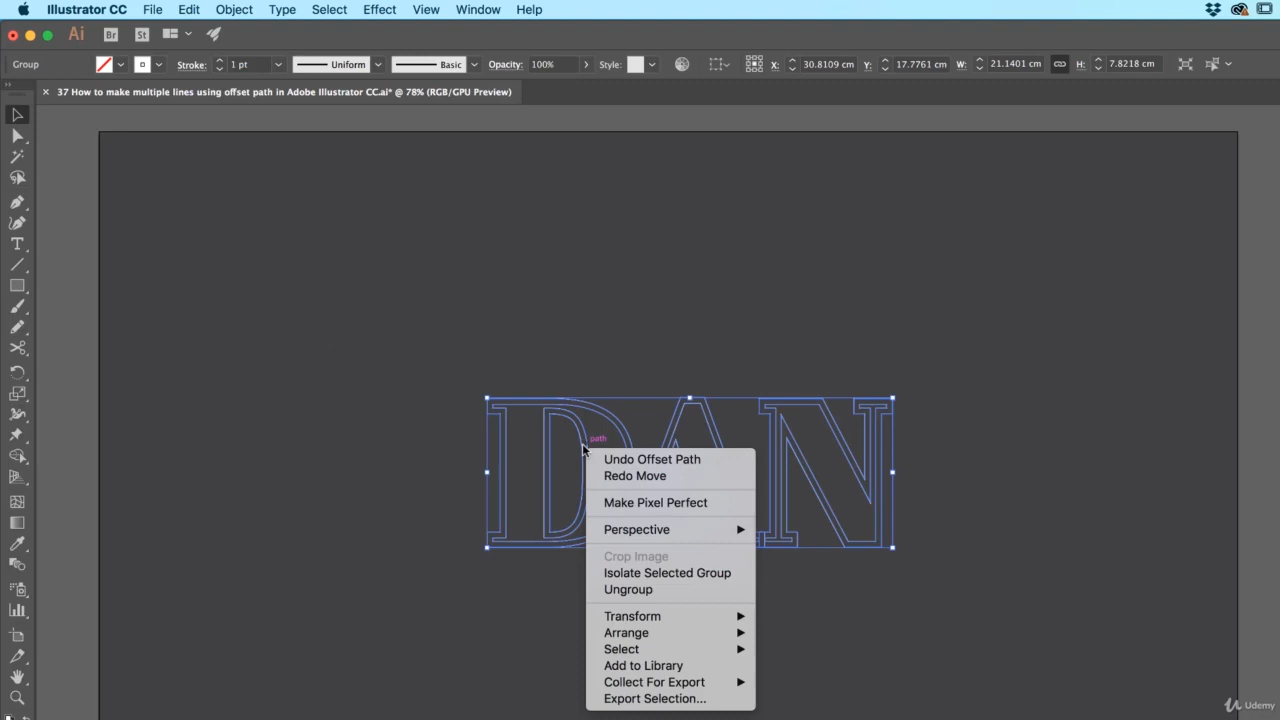 Illustrator CC File Edit Object Type Select Effect View Window Help
Ai Br St
Group Stroke: 1 pt Uniform Basic Opacity: 100% Style: X: 30.8109 cm Y: 17.7761 cm W: 21.1401 cm H: 7.8218 cm
× 37 How to make multiple lines using offset path in Adobe Illustrator CC.ai* @ 78% (RGB/GPU Preview)
DAN
path
Undo Offset Path
Redo Move
Make Pixel Perfect
Perspective
Crop Image
Isolate Selected Group
Ungroup
Transform
Arrange
Select
Add to Library
Collect For Export
Export Selection...
Udemy